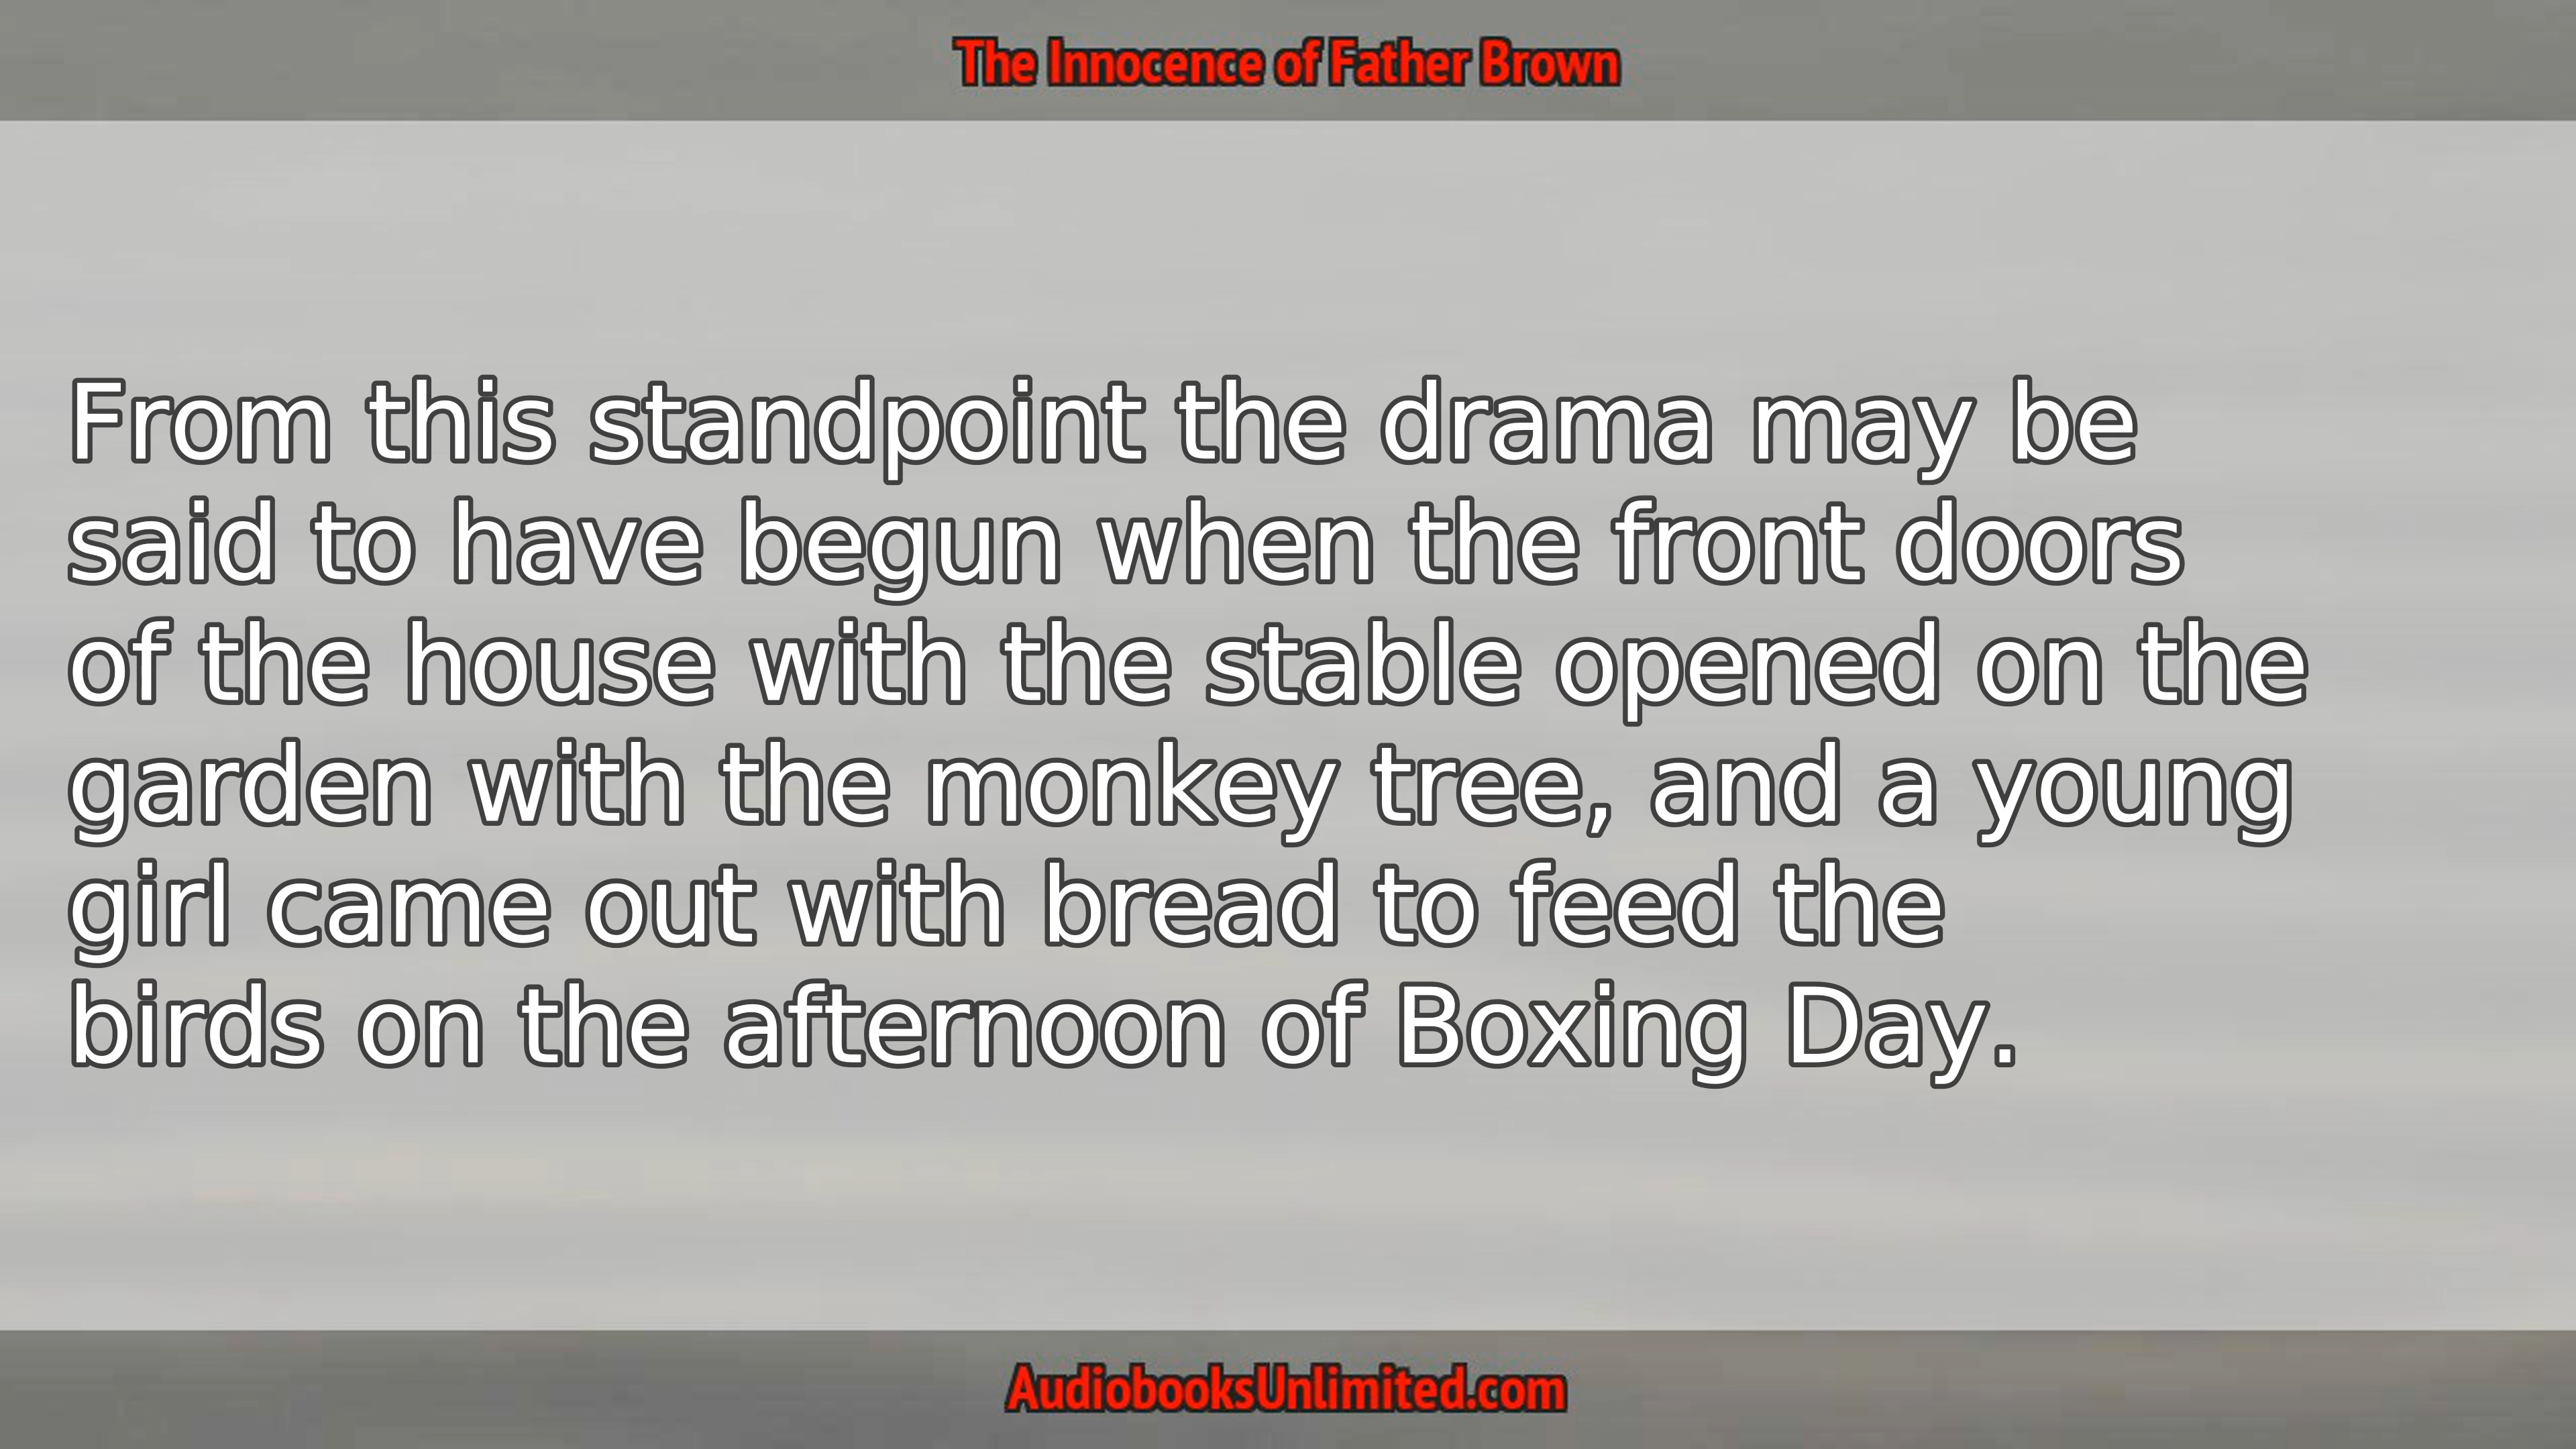 The Innocence of Father Brown
From this standpoint the drama may be
said to have begun when the front doors
of the house with the stable opened on the
garden with the monkey tree, and a young
girl came out with bread to feed the
birds on the afternoon of Boxing Day.
AudiobooksUnlimited.com